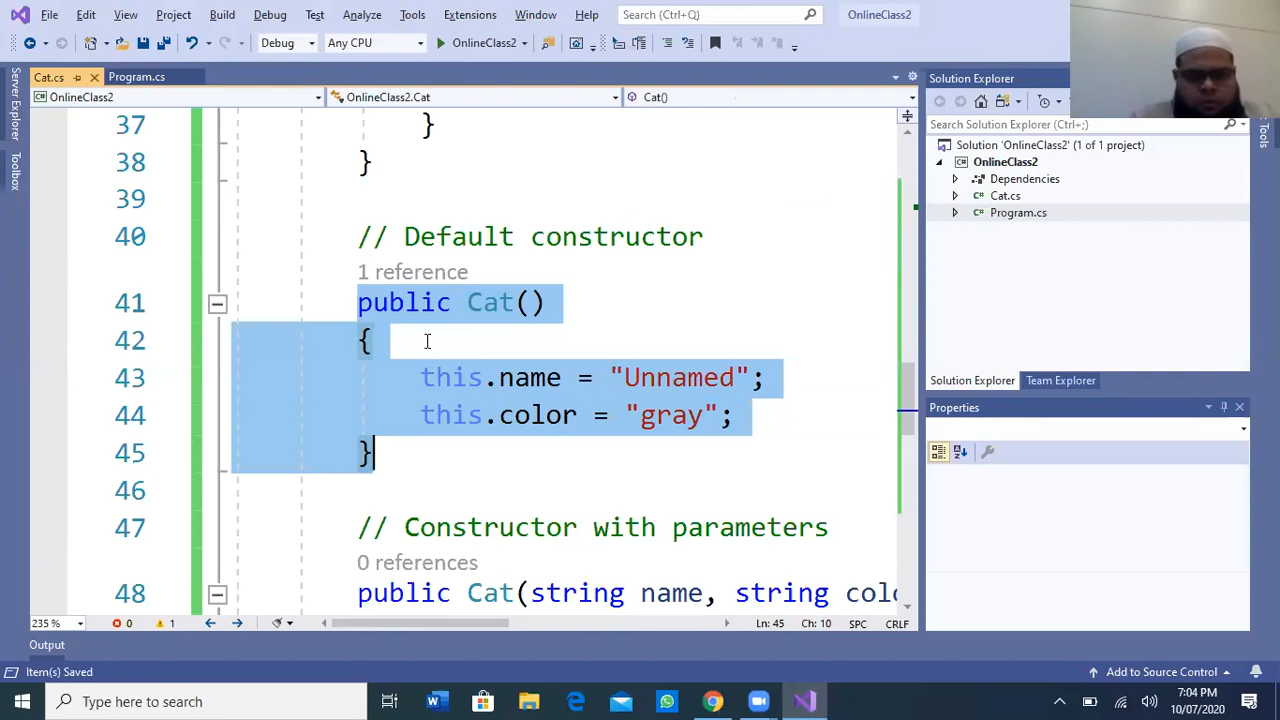 File Edit View Project Build Debug Test Analyze Tools Extensions Window Help Search (Ctrl+Q) OnlineClass2
Debug Any CPU OnlineClass2
Cat.cs Program.cs
OnlineClass2 OnlineClass2.Cat Cat()
Server Explorer
Toolbox
37 }
38 }
39
40 // Default constructor
1 reference
41 public Cat()
42 {
43 this.name = "Unnamed";
44 this.color = "gray";
45 }
46
47 // Constructor with parameters
0 references
48 public Cat(string name, string colo
235 % 0 1 Ln: 45 Ch: 10 SPC CRLF
Solution Explorer
Search Solution Explorer (Ctrl+;)
Solution 'OnlineClass2' (1 of 1 project)
OnlineClass2
Dependencies
Cat.cs
Program.cs
Solution Explorer Team Explorer
Properties
Tools
Output
Item(s) Saved Add to Source Control
Type here to search
7:04 PM
10/07/2020